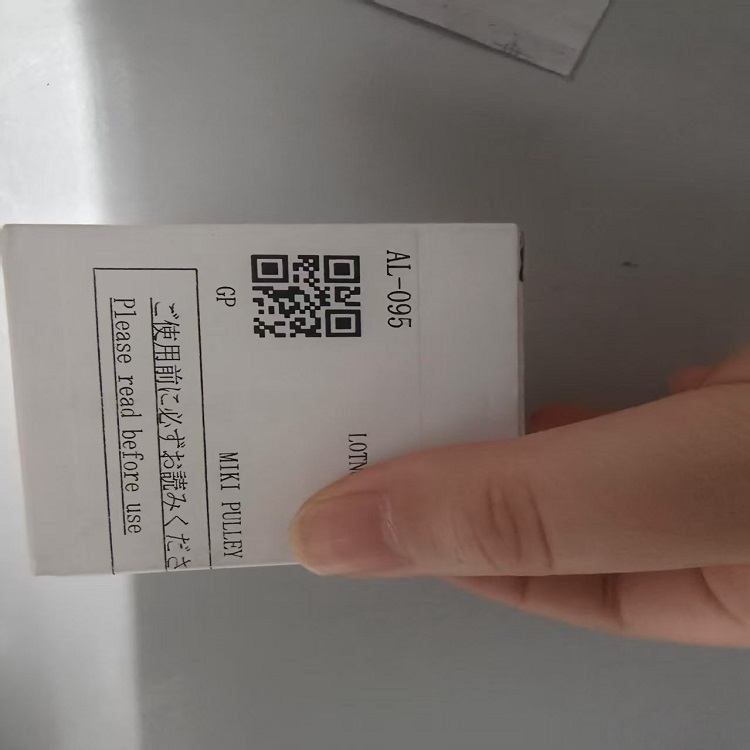 AL-095
LOTN
GP
MIKI PULLEY
ご使用前に必ずお読みくださ
Please read before use